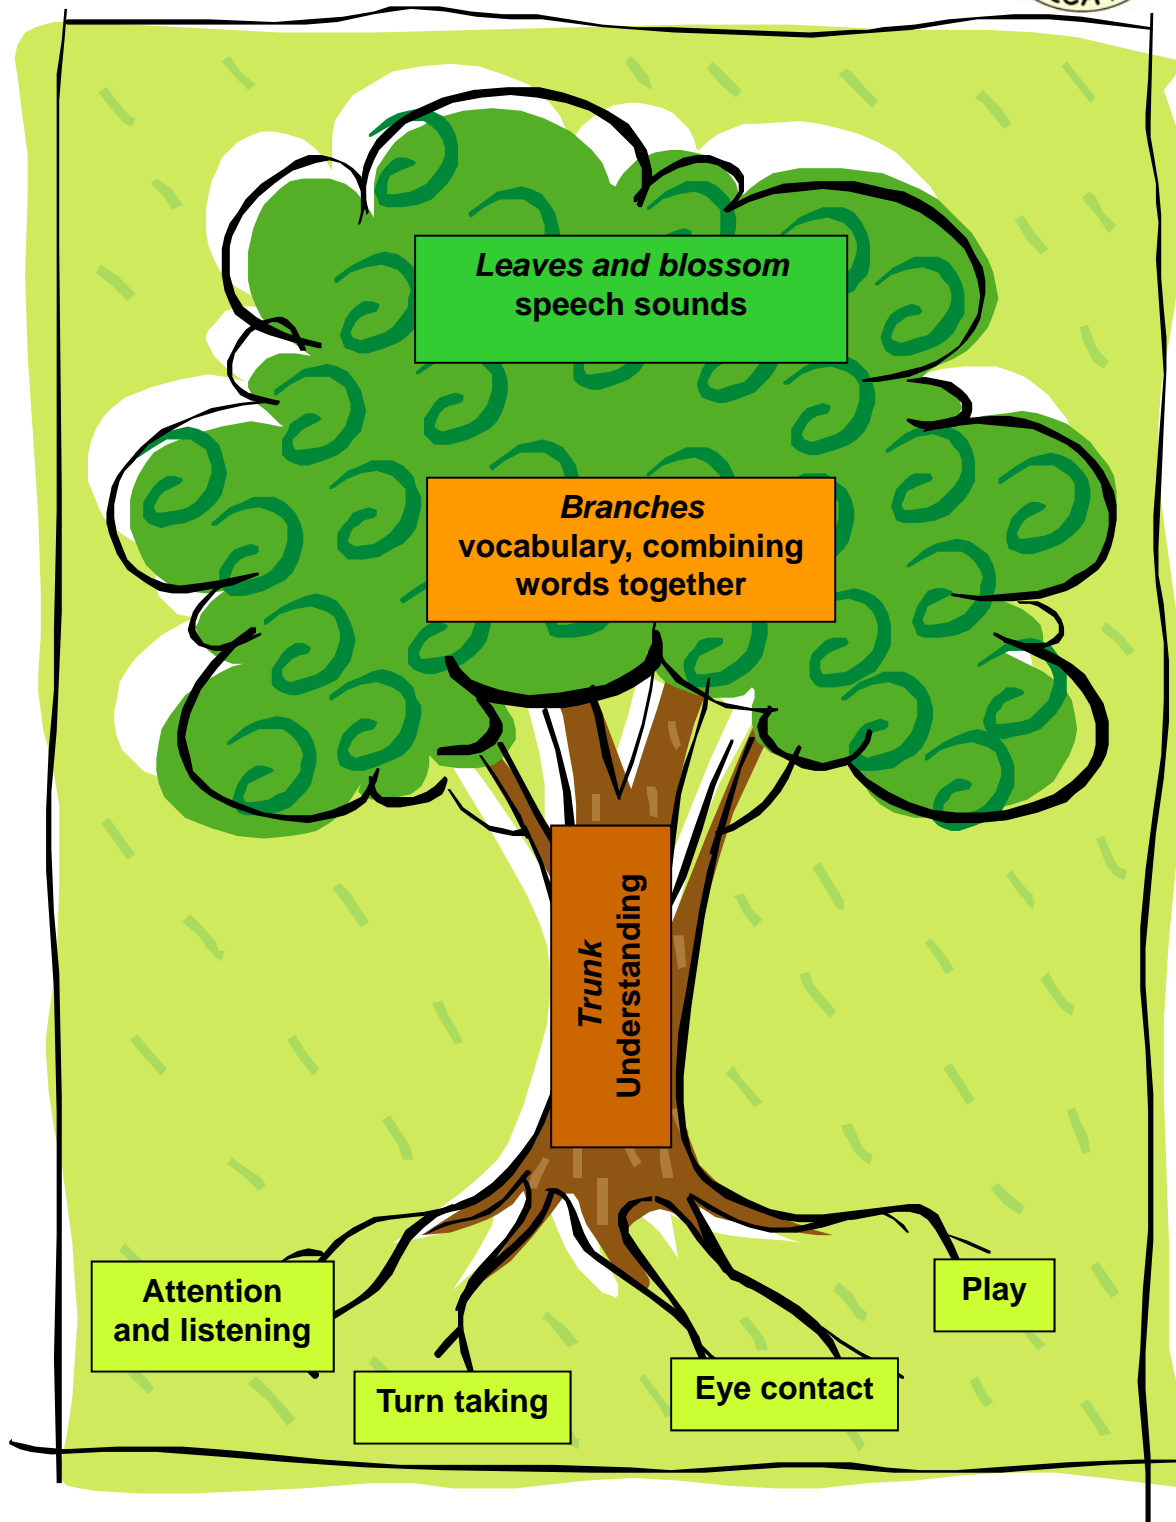 Leaves and blossom
speech sounds
Branches
vocabulary, combining
words together
Trunk
Understanding
Attention
and listening
Turn taking
Eye contact
Play